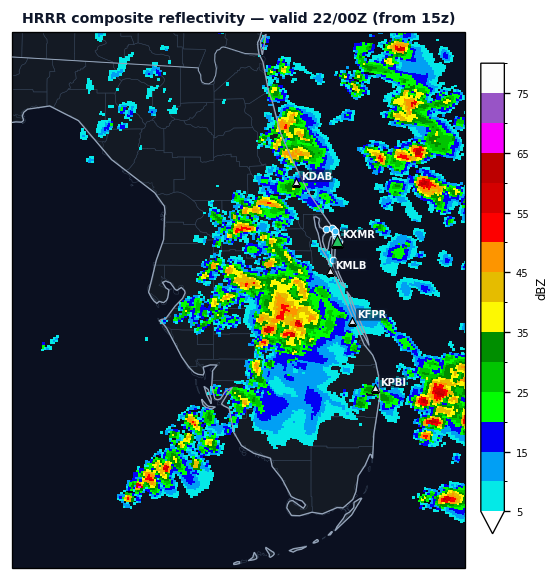 HRRR composite reflectivity — valid 22/00Z (from 15z)
KDAB
KXMR
KMLB
KFPR
KPBI
75
65
55
45
35
25
15
5
dBZ